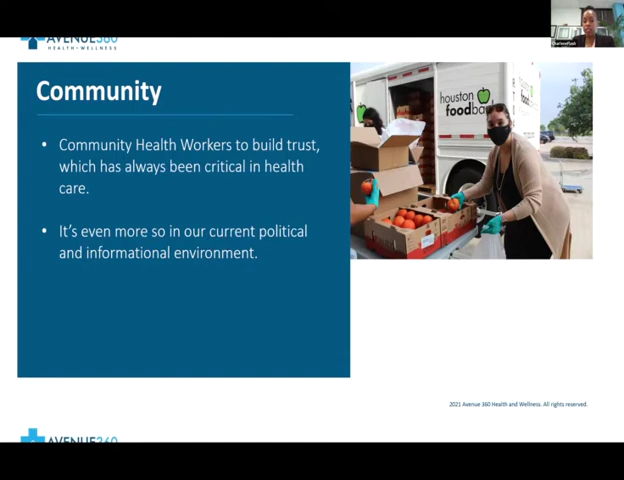 AVENUE360
HEALTH+WELLNESS
Community
• Community Health Workers to build trust,
which has always been critical in health
care.
• It's even more so in our current political
and informational environment.
houston
foodban
2021 Avenue 360 Health and Wellness. All rights reserved.
AVENUE360